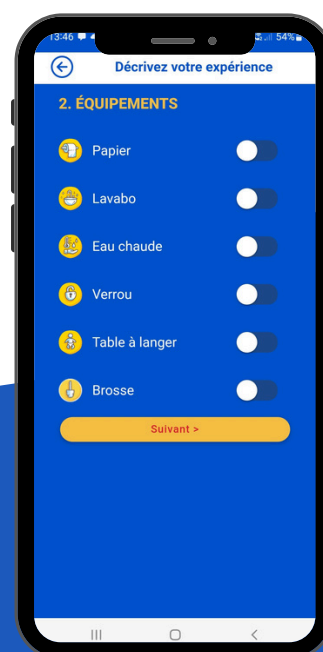 13:46
54%
Décrivez votre expérience
2. ÉQUIPEMENTS
Papier
Lavabo
Eau chaude
Verrou
Table à langer
Brosse
Suivant >